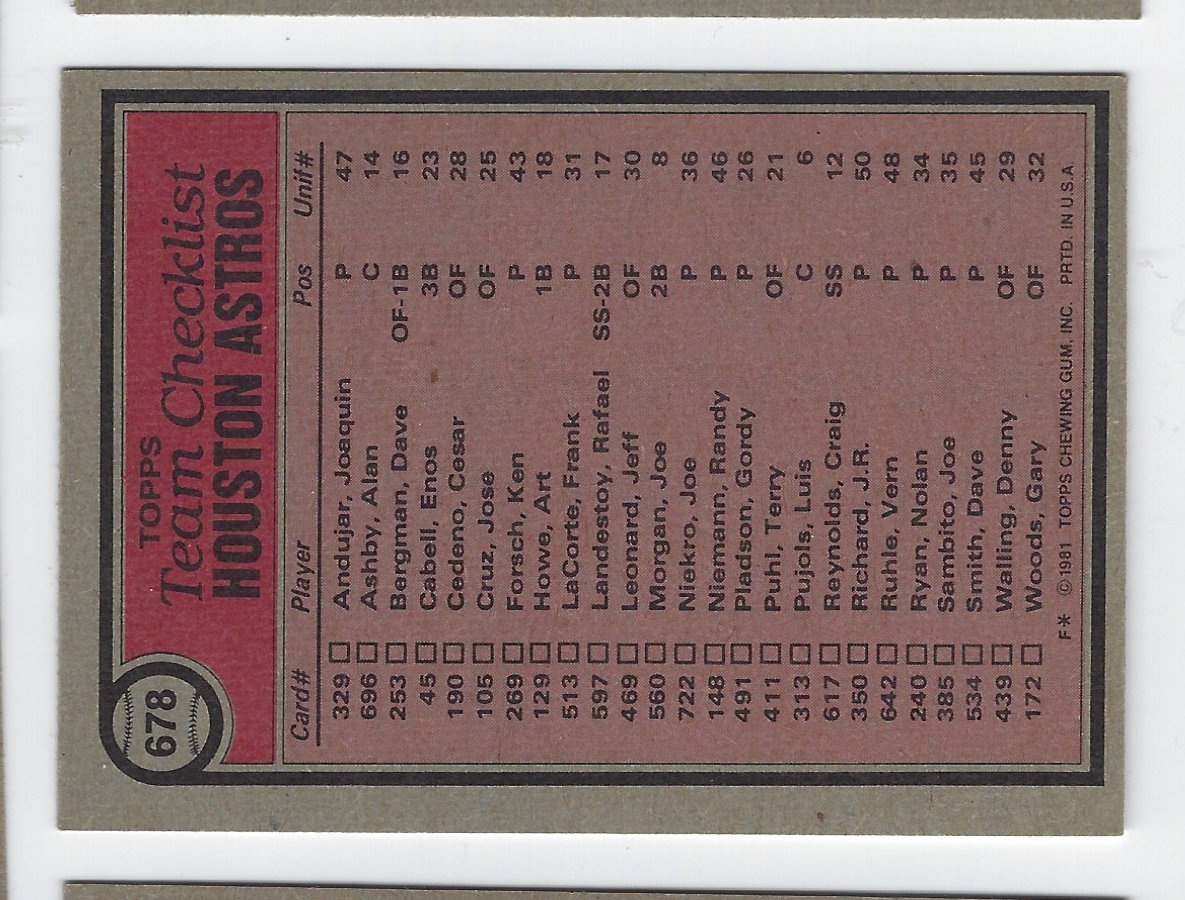 678
TOPPS
Team Checklist
HOUSTON ASTROS
Card# Player Pos Unif#
329 □ Andujar, Joaquin P 47
696 □ Ashby, Alan C 14
253 □ Bergman, Dave OF-1B 16
45 □ Cabell, Enos 3B 23
190 □ Cedeno, Cesar OF 28
105 □ Cruz, Jose OF 25
269 □ Forsch, Ken P 43
129 □ Howe, Art 1B 18
513 □ LaCorte, Frank P 31
597 □ Landestoy, Rafael SS-2B 17
469 □ Leonard, Jeff OF 30
560 □ Morgan, Joe 2B 8
722 □ Niekro, Joe P 36
148 □ Niemann, Randy P 46
491 □ Pladson, Gordy P 26
411 □ Puhl, Terry OF 21
313 □ Pujols, Luis C 6
617 □ Reynolds, Craig SS 12
350 □ Richard, J.R. P 50
642 □ Ruhle, Vern P 48
240 □ Ryan, Nolan P 34
385 □ Sambito, Joe P 35
534 □ Smith, Dave P 45
439 □ Walling, Denny OF 29
172 □ Woods, Gary OF 32
F* © 1981 TOPPS CHEWING GUM, INC. PRTD. IN U.S.A.